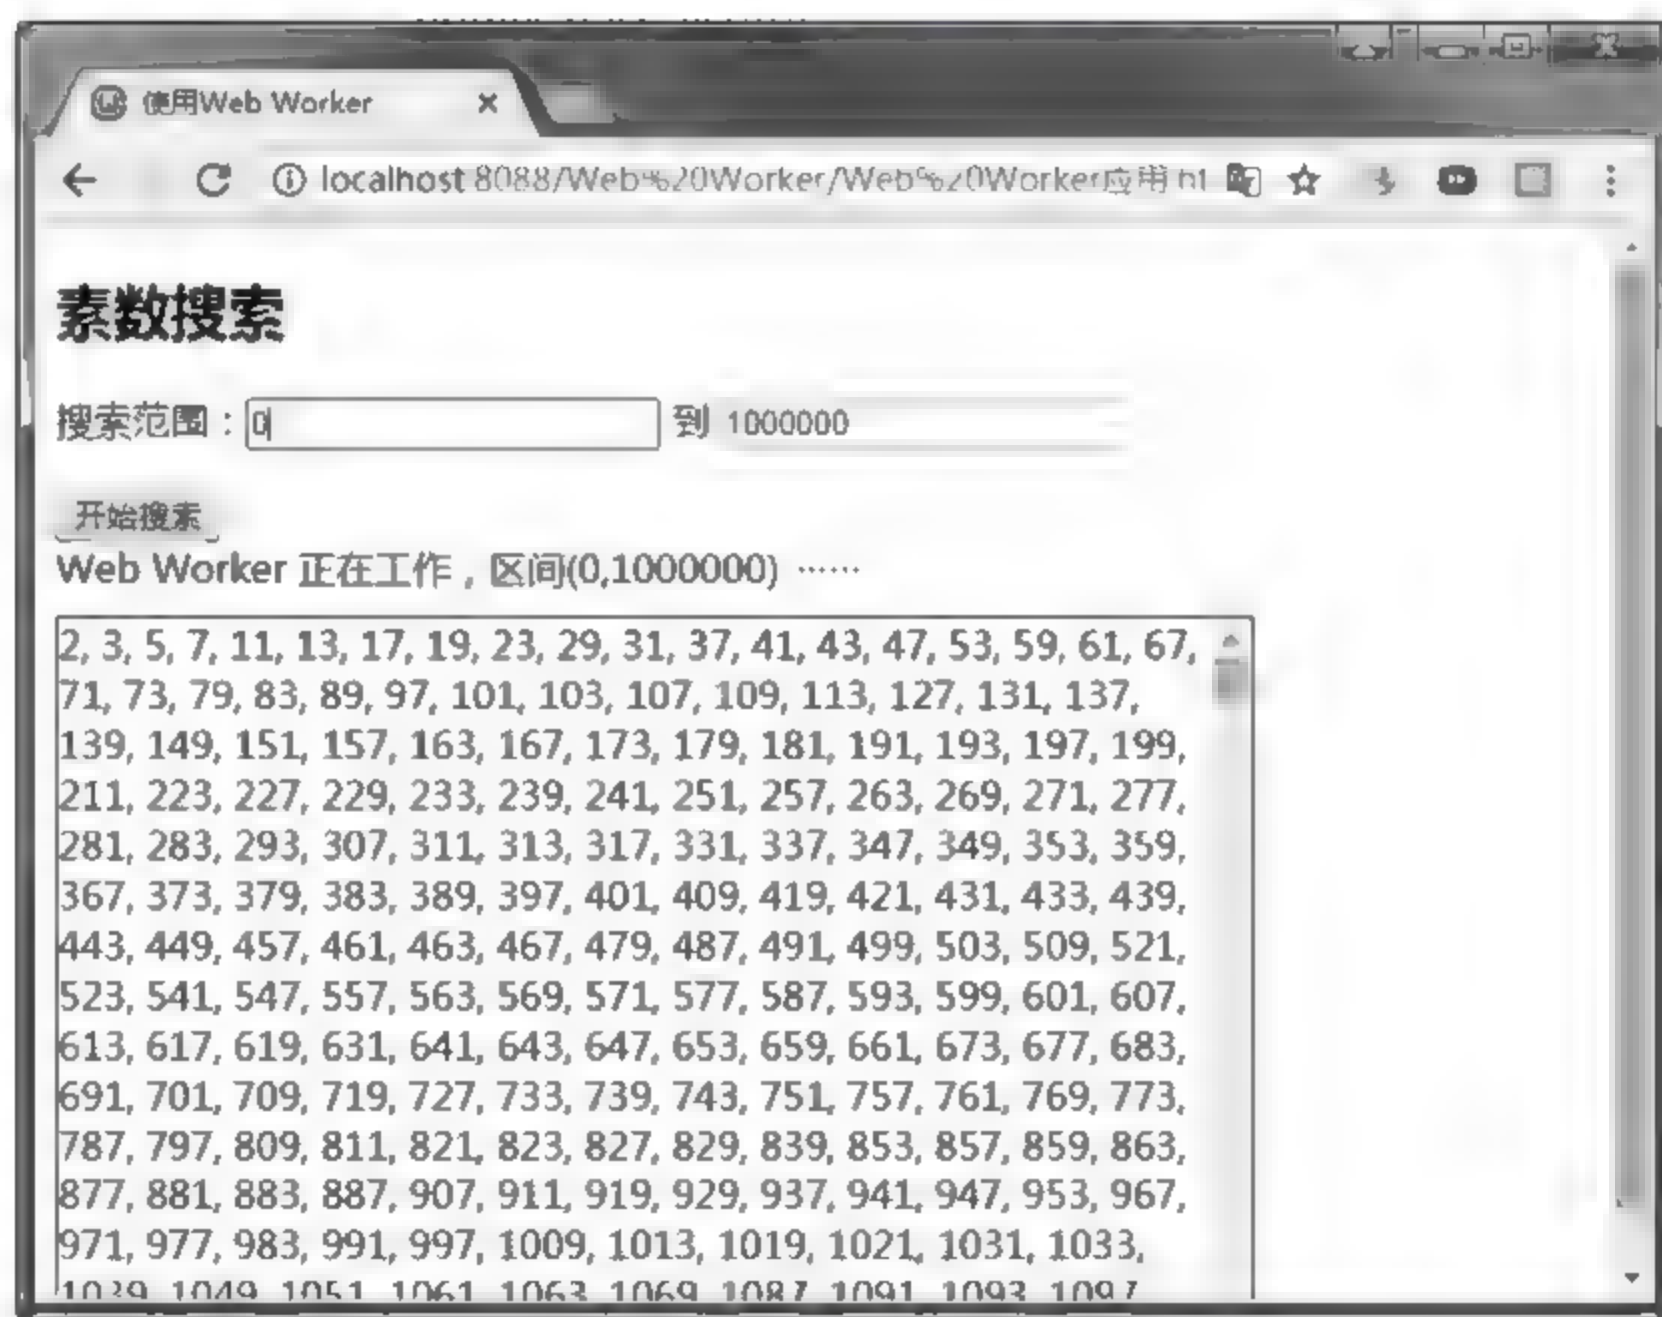 使用Web Worker
localhost:8088/Web%20Worker/Web%20Worker应用.ht
素数搜索
搜索范围：0 到 1000000
开始搜索
Web Worker 正在工作，区间(0,1000000) ……
2, 3, 5, 7, 11, 13, 17, 19, 23, 29, 31, 37, 41, 43, 47, 53, 59, 61, 67,
71, 73, 79, 83, 89, 97, 101, 103, 107, 109, 113, 127, 131, 137,
139, 149, 151, 157, 163, 167, 173, 179, 181, 191, 193, 197, 199,
211, 223, 227, 229, 233, 239, 241, 251, 257, 263, 269, 271, 277,
281, 283, 293, 307, 311, 313, 317, 331, 337, 347, 349, 353, 359,
367, 373, 379, 383, 389, 397, 401, 409, 419, 421, 431, 433, 439,
443, 449, 457, 461, 463, 467, 479, 487, 491, 499, 503, 509, 521,
523, 541, 547, 557, 563, 569, 571, 577, 587, 593, 599, 601, 607,
613, 617, 619, 631, 641, 643, 647, 653, 659, 661, 673, 677, 683,
691, 701, 709, 719, 727, 733, 739, 743, 751, 757, 761, 769, 773,
787, 797, 809, 811, 821, 823, 827, 829, 839, 853, 857, 859, 863,
877, 881, 883, 887, 907, 911, 919, 929, 937, 941, 947, 953, 967,
971, 977, 983, 991, 997, 1009, 1013, 1019, 1021, 1031, 1033,
1039, 1049, 1051, 1061, 1063, 1069, 1087, 1091, 1093, 1097